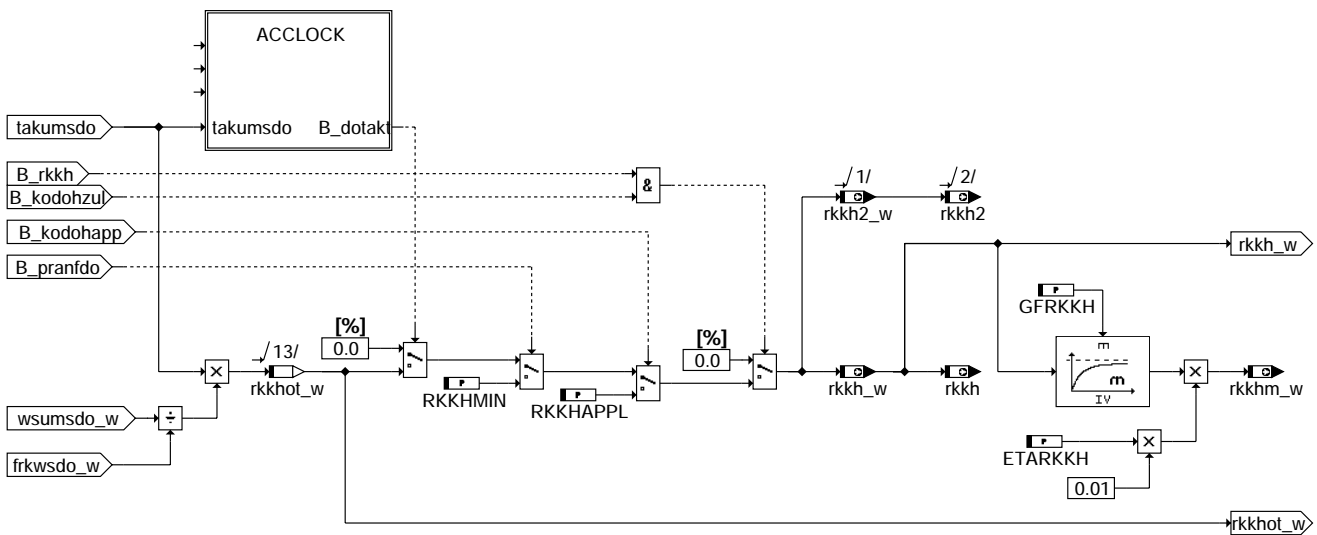 ACCLOCK
takumsdo
takumsdo B_dotakt
B_rkkh
B_kodohzul
&
/1/
/2/
rkkh2_w
rkkh2
B_kodohapp
rkkh_w
B_pranfdo
GFRKKH
[%]
0.0
[%]
0.0
/13/
rkkhot_w
RKKHMIN
RKKHAPPL
rkkh_w
rkkh
rkkhm_w
wsumsdo_w
frkwsdo_w
ETARKKH
0.01
rkkhot_w